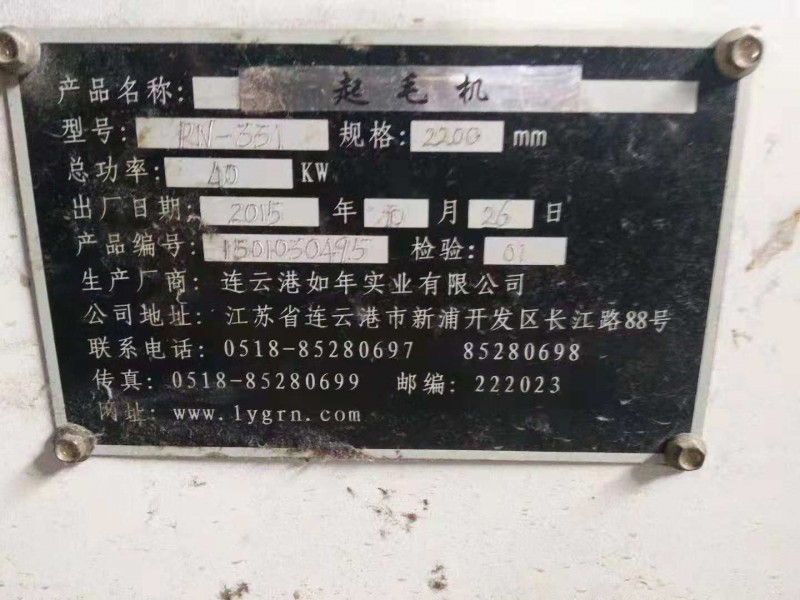 产品名称: 起毛机
型号: RN-331 规格: 2200 mm
总功率: 40 KW
出厂日期: 2015 年 10 月 26 日
产品编号: 1501030495 检验: 01
生产厂商: 连云港如年实业有限公司
公司地址: 江苏省连云港市新浦开发区长江路88号
联系电话: 0518-85280697 85280698
传真: 0518-85280699 邮编: 222023
网址: www.lygrn.com